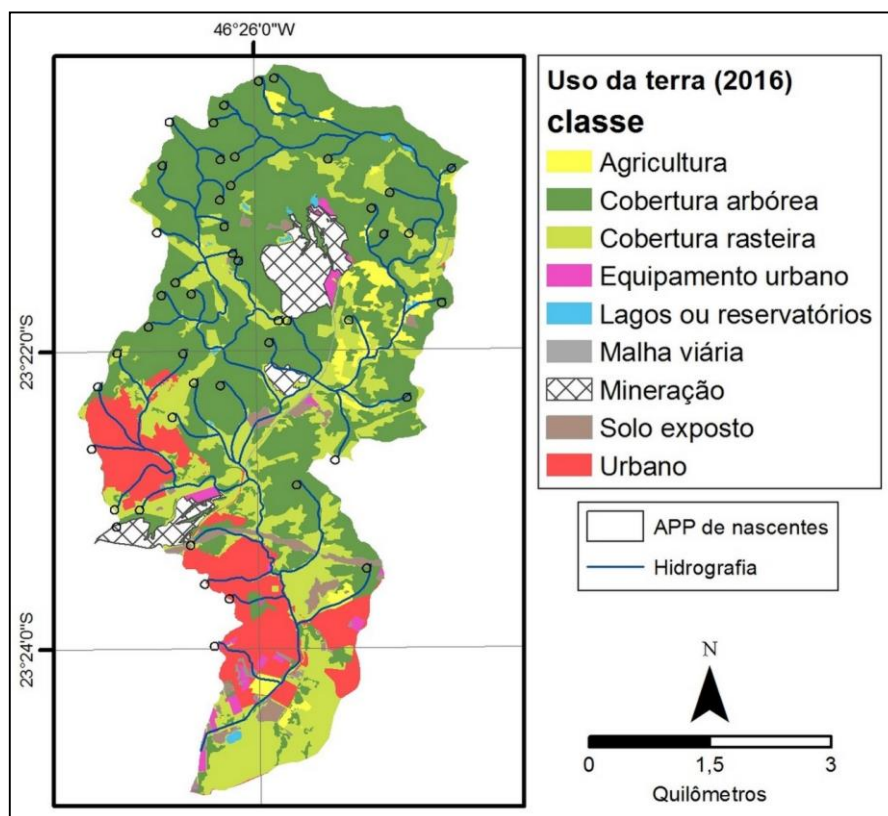 46°26'0"W
23°22'0"S
23°24'0"S
Uso da terra (2016)
classe
Agricultura
Cobertura arbórea
Cobertura rasteira
Equipamento urbano
Lagos ou reservatórios
Malha viária
Mineração
Solo exposto
Urbano
APP de nascentes
Hidrografia
N
0 1,5 3
Quilômetros